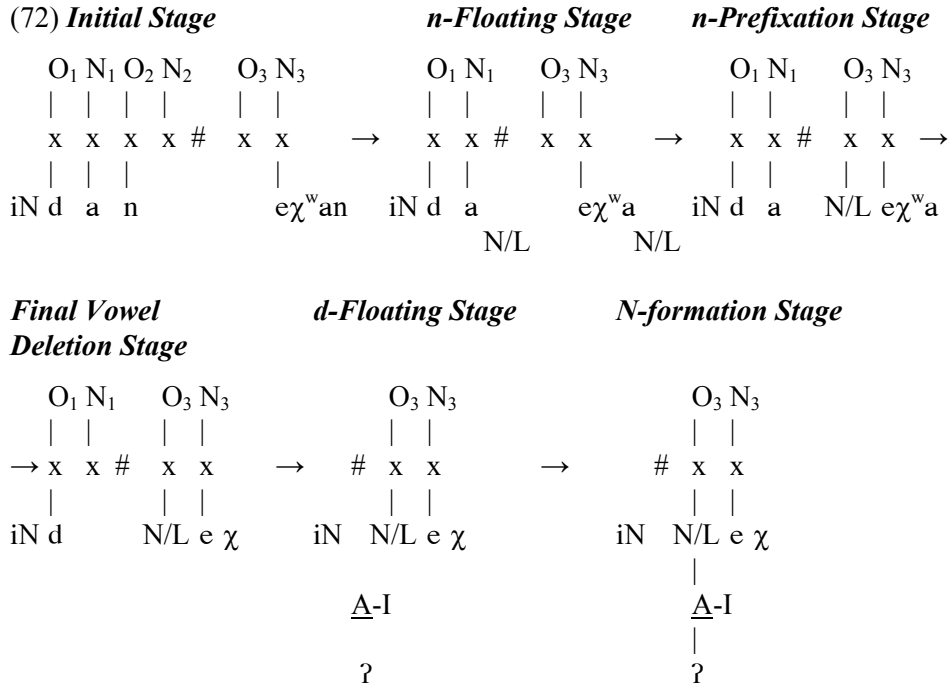 (72) Initial Stage n-Floating Stage n-Prefixation Stage
O₁ N₁ O₂ N₂ O₃ N₃ O₁ N₁ O₃ N₃ O₁ N₁ O₃ N₃
| | | | | | | | | | | | | |
x x x x # x x → x x # x x → x x # x x →
| | | | | | | | | | |
iN d a n eχʷan iN d a eχʷa iN d a N/L eχʷa
N/L N/L
Final Vowel d-Floating Stage N-formation Stage
Deletion Stage
O₁ N₁ O₃ N₃ O₃ N₃ O₃ N₃
| | | | | | | |
→ x x # x x → # x x → # x x
| | | | | | |
iN d N/L e χ iN N/L e χ iN N/L e χ
|
A-I A-I
|
ʔ ʔ